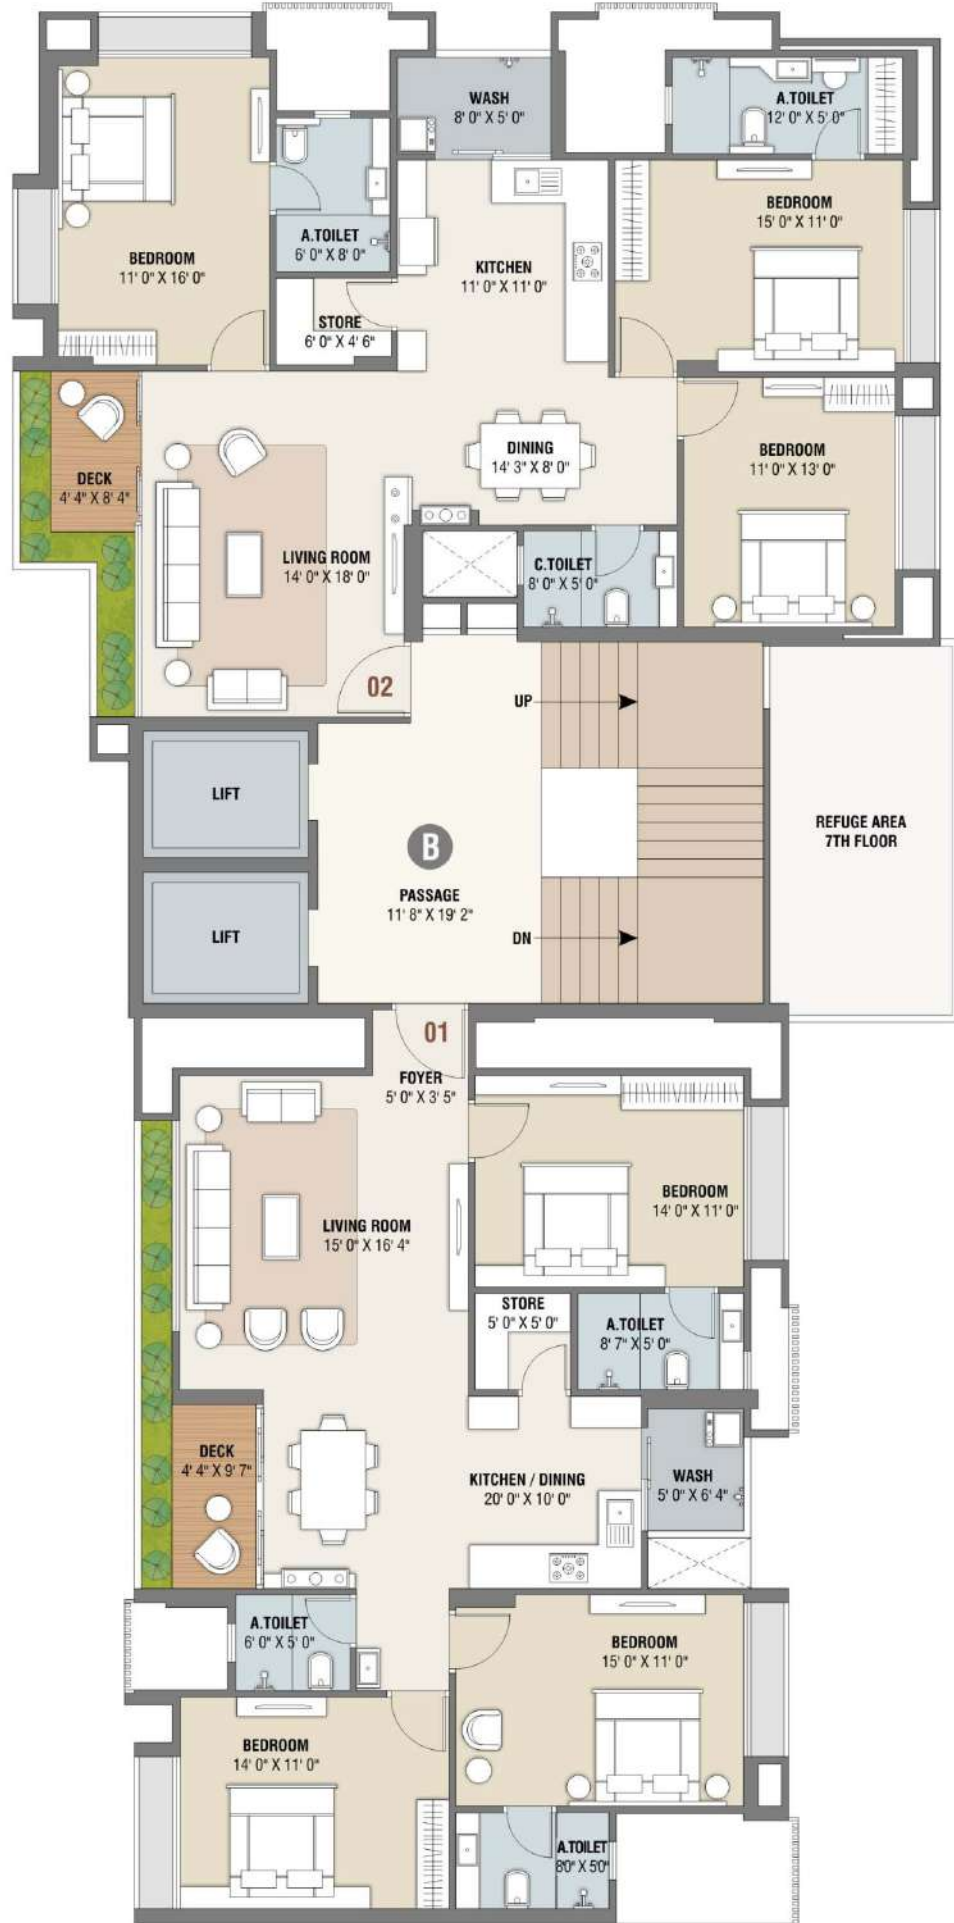 WASH
8' 0" X 5' 0"
A.TOILET
12' 0" X 5' 0"
BEDROOM
15' 0" X 11' 0"
A.TOILET
6' 0" X 8' 0"
BEDROOM
11' 0" X 16' 0"
KITCHEN
11' 0" X 11' 0"
STORE
6' 0" X 4' 6"
DINING
14' 3" X 8' 0"
BEDROOM
11' 0" X 13' 0"
DECK
4' 4" X 8' 4"
LIVING ROOM
14' 0" X 18' 0"
C.TOILET
8' 0" X 5' 0"
02
UP
LIFT
REFUGE AREA
7TH FLOOR
B
PASSAGE
11' 8" X 19' 2"
LIFT
DN
01
FOYER
5' 0" X 3' 5"
BEDROOM
14' 0" X 11' 0"
LIVING ROOM
15' 0" X 16' 4"
STORE
5' 0" X 5' 0"
A.TOILET
8' 7" X 5' 0"
DECK
4' 4" X 9' 7"
KITCHEN / DINING
20' 0" X 10' 0"
WASH
5' 0" X 6' 4"
A.TOILET
6' 0" X 5' 0"
BEDROOM
15' 0" X 11' 0"
BEDROOM
14' 0" X 11' 0"
A.TOILET
8'0" X 5'0"